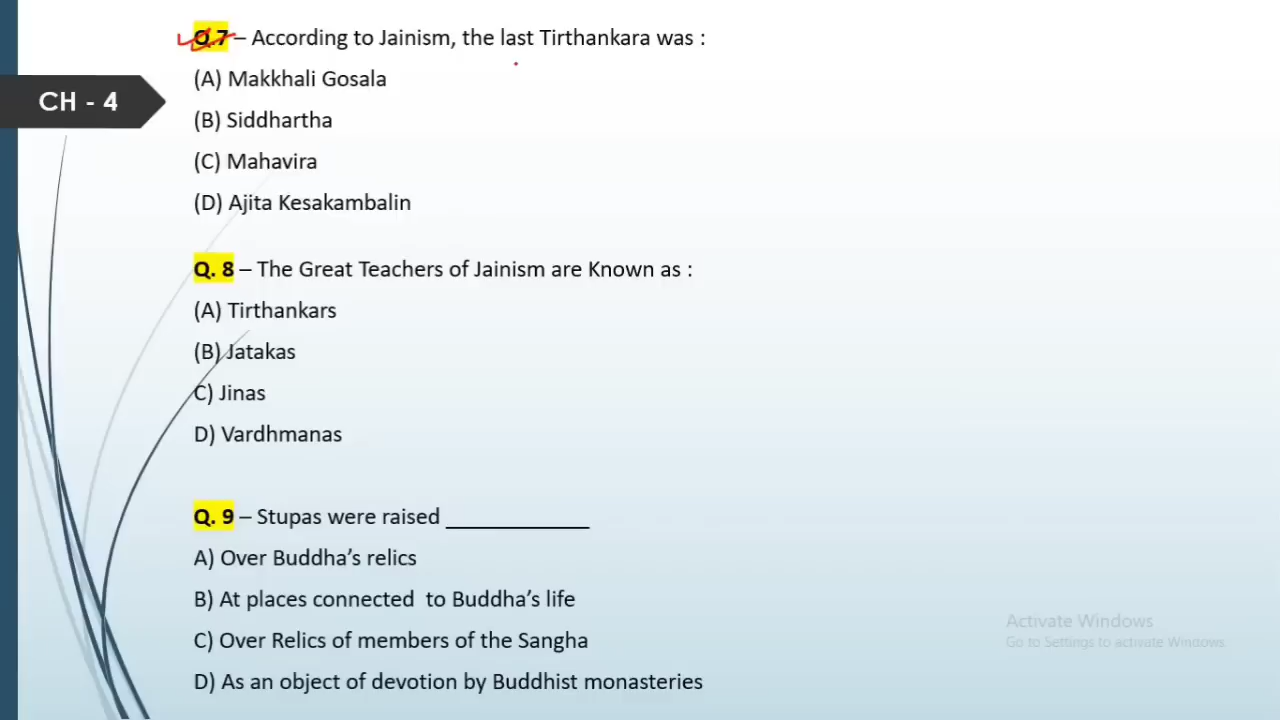 Q.7 – According to Jainism, the last Tirthankara was :
(A) Makkhali Gosala
CH - 4
(B) Siddhartha
(C) Mahavira
(D) Ajita Kesakambalin
Q. 8 – The Great Teachers of Jainism are Known as :
(A) Tirthankars
(B) Jatakas
C) Jinas
D) Vardhmanas
Q. 9 – Stupas were raised ____________
A) Over Buddha’s relics
B) At places connected  to Buddha’s life
C) Over Relics of members of the Sangha
D) As an object of devotion by Buddhist monasteries
Activate Windows
Go to Settings to activate Windows.